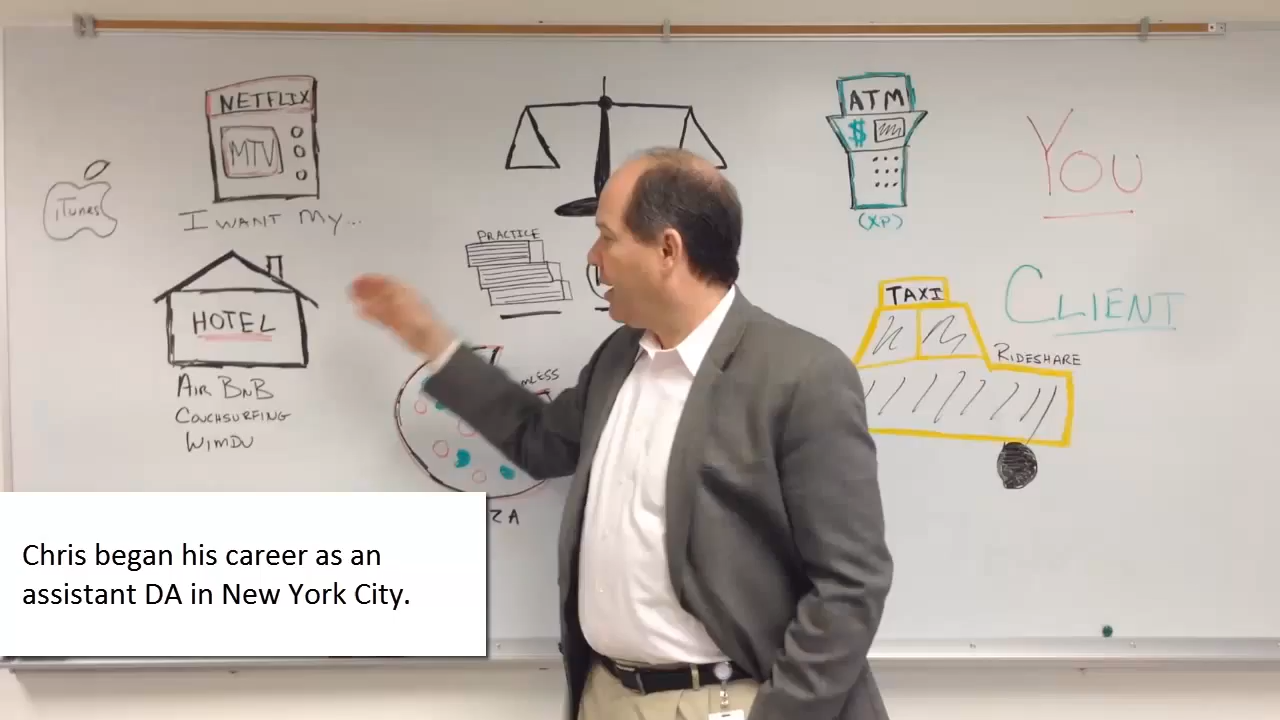 NETFLIX
MTV
iTunes
I WANT MY...
HOTEL
AIR BNB
COUCHSURFING
WIMDU
PRACTICE
ATM
$
(XP)
YOU
CLIENT
TAXI
RIDESHARE
Chris began his career as an
assistant DA in New York City.